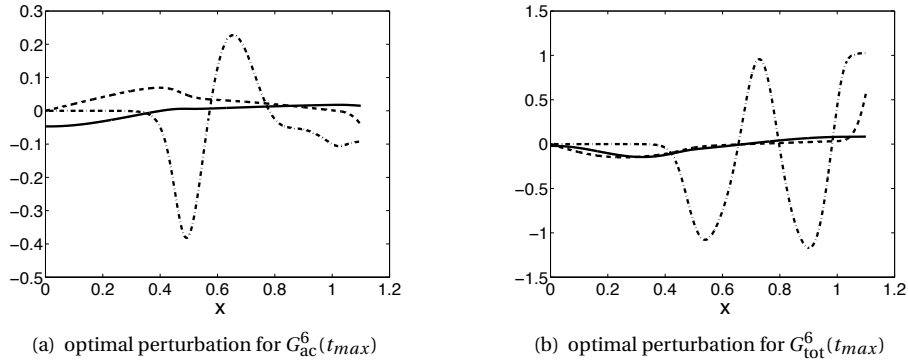 0.3
0.2
0.1
0
−0.1
−0.2
−0.3
−0.4
−0.5
0 0.2 0.4 0.6 0.8 1 1.2
x
(a) optimal perturbation for G^6_ac(t_max)
1.5
1
0.5
0
−0.5
−1
−1.5
0 0.2 0.4 0.6 0.8 1 1.2
x
(b) optimal perturbation for G^6_tot(t_max)